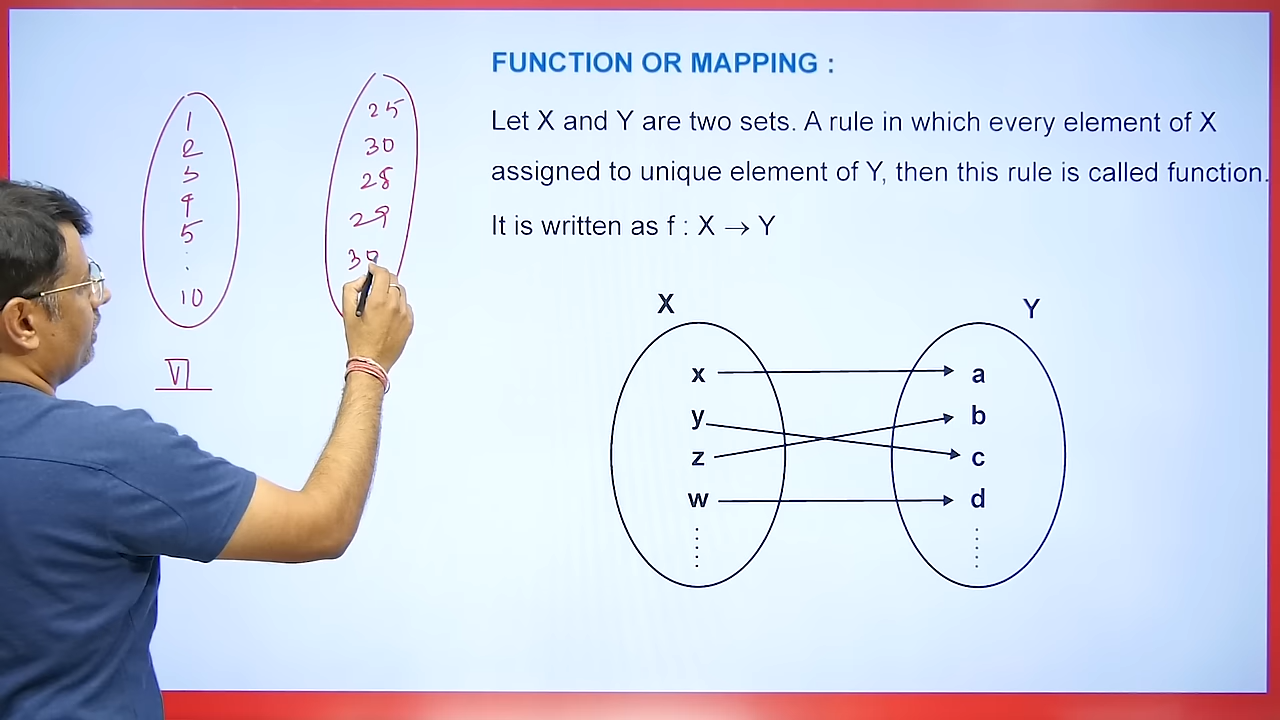 FUNCTION OR MAPPING :
Let X and Y are two sets. A rule in which every element of X
assigned to unique element of Y, then this rule is called function.
It is written as f : X → Y
1
2
3
4
5
10
VI
25
30
28
29
30
X
Y
x
a
y
b
z
c
w
d